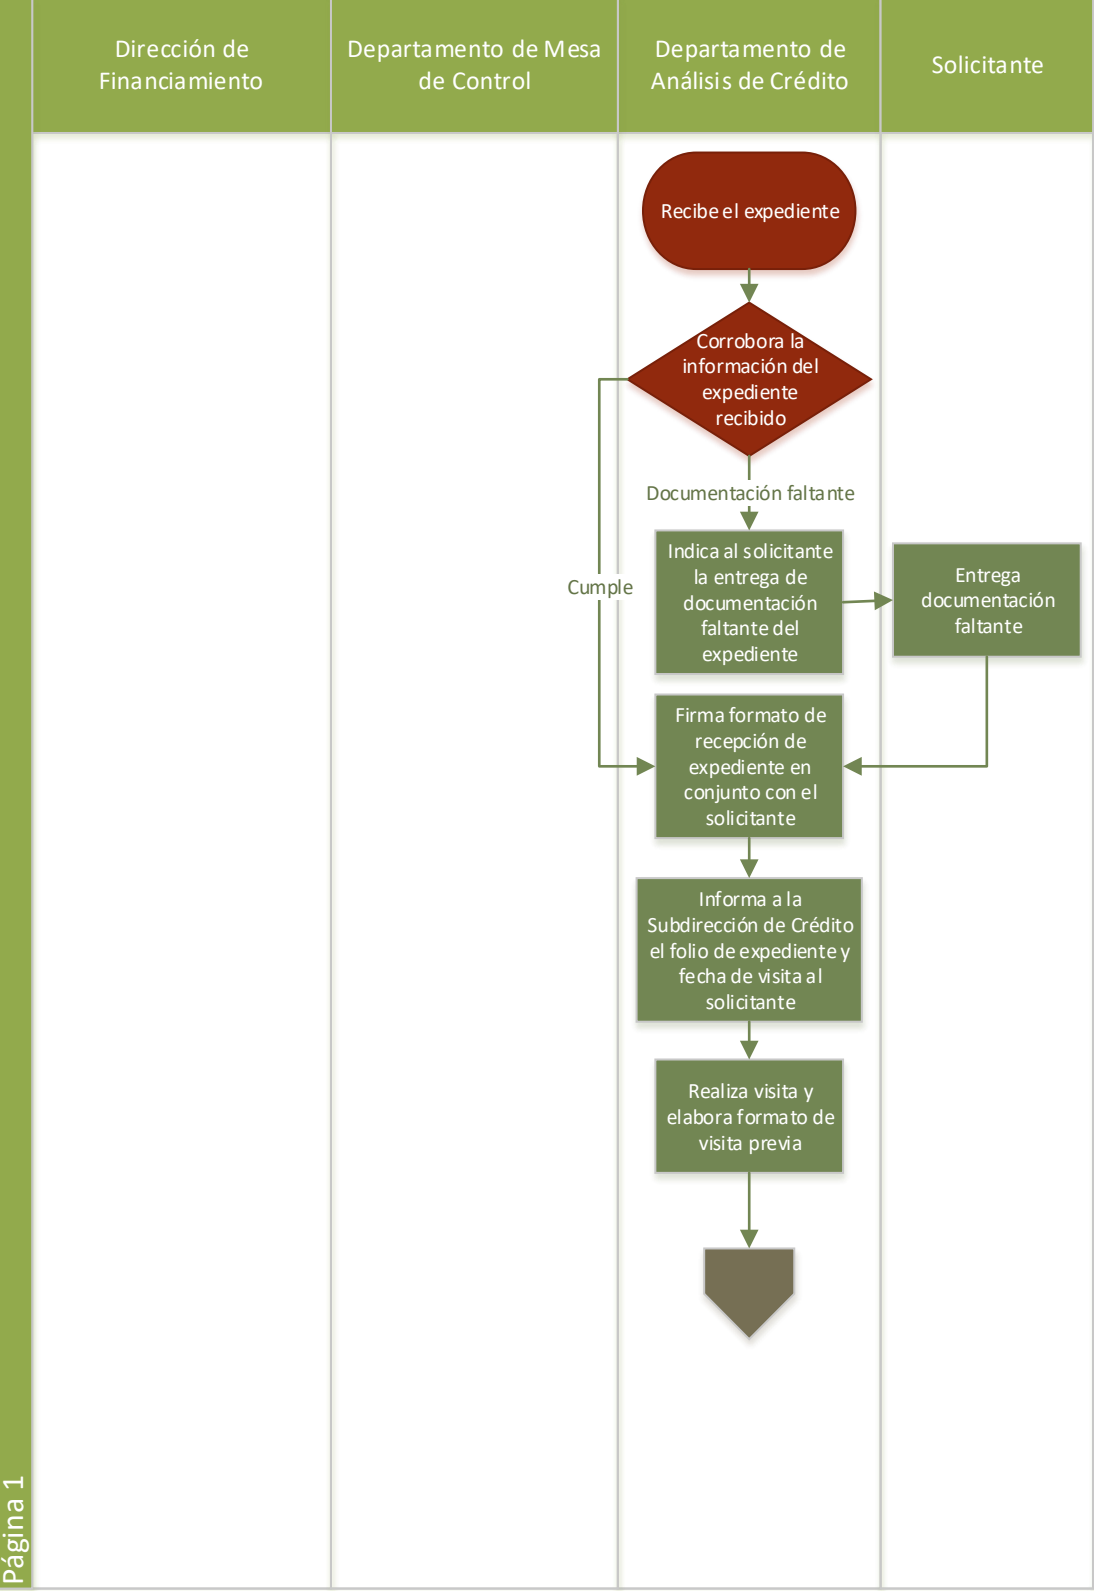 Dirección de
Financiamiento
Departamento de Mesa
de Control
Departamento de
Análisis de Crédito
Solicitante
Recibe el expediente
Corrobora la
información del
expediente
recibido
Documentación faltante
Cumple
Indica al solicitante
la entrega de
documentación
faltante del
expediente
Entrega
documentación
faltante
Firma formato de
recepción de
expediente en
conjunto con el
solicitante
Informa a la
Subdirección de Crédito
el folio de expediente y
fecha de visita al
solicitante
Realiza visita y
elabora formato de
visita previa
Página 1